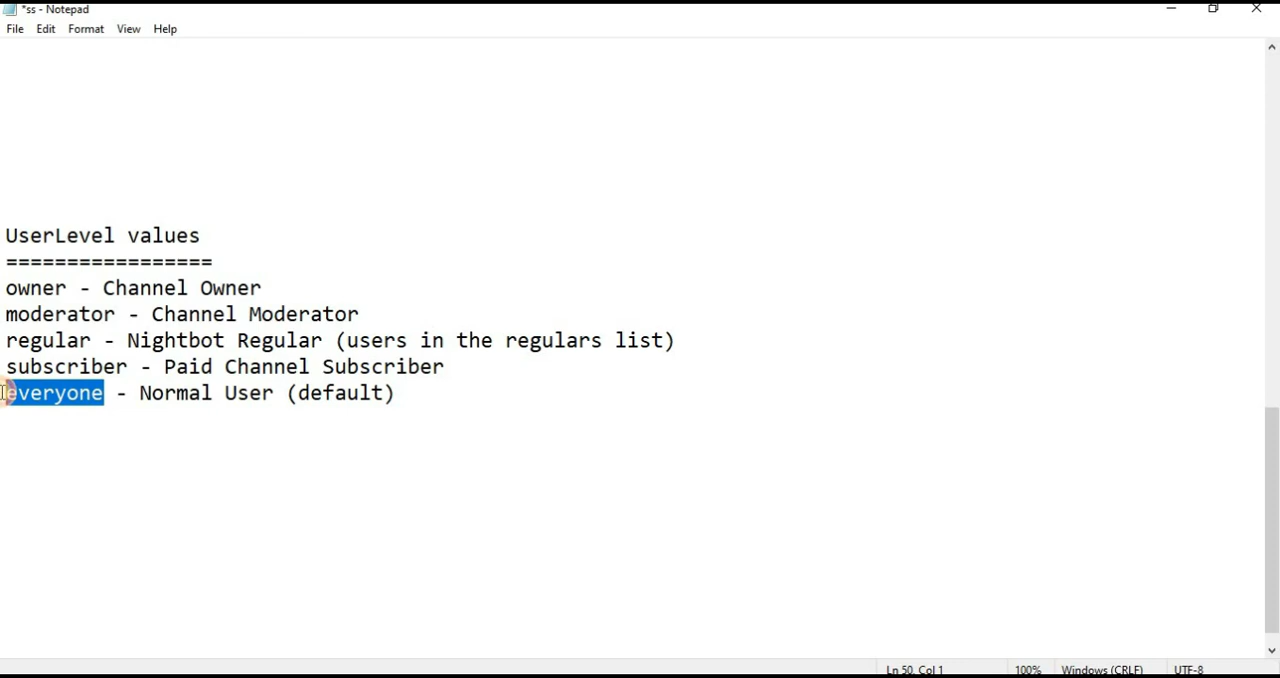 *ss - Notepad
File Edit Format View Help
UserLevel values
=================
owner - Channel Owner
moderator - Channel Moderator
regular - Nightbot Regular (users in the regulars list)
subscriber - Paid Channel Subscriber
everyone - Normal User (default)
Ln 50, Col 1 100% Windows (CRLF) UTF-8